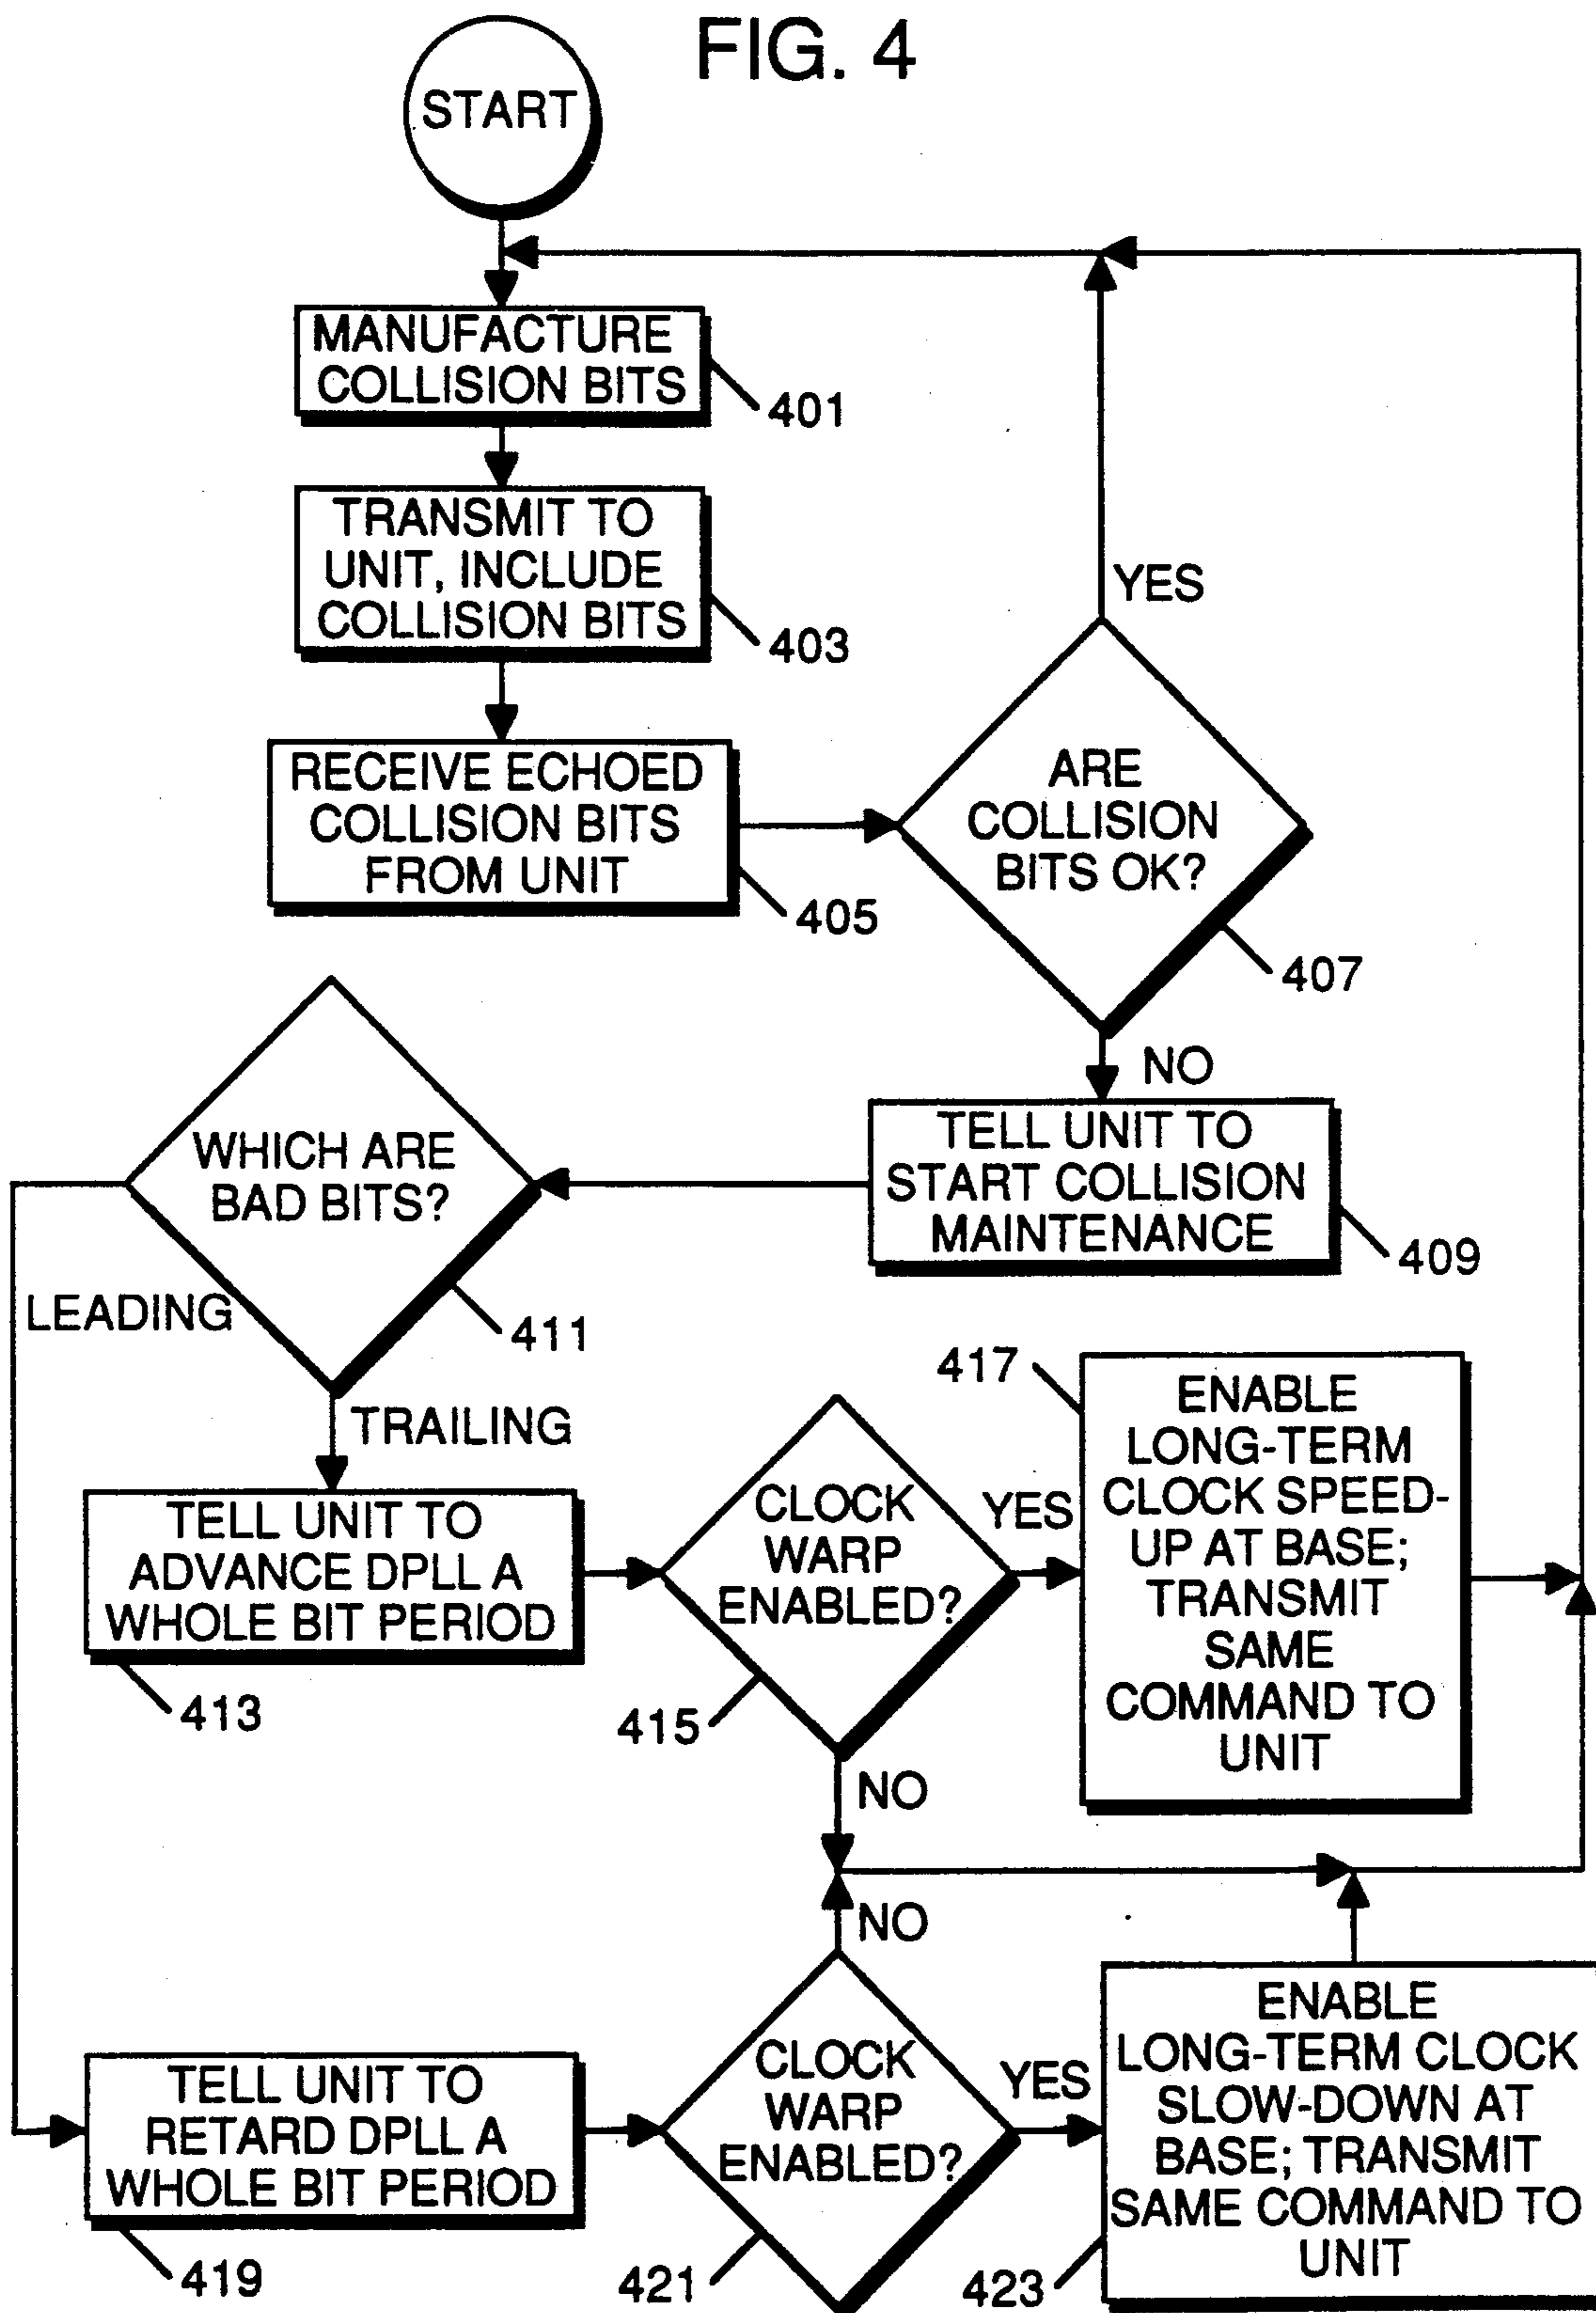 FIG. 4
START
MANUFACTURE
COLLISION BITS
401
TRANSMIT TO
UNIT, INCLUDE
COLLISION BITS
403
RECEIVE ECHOED
COLLISION BITS
FROM UNIT
405
YES
ARE
COLLISION
BITS OK?
407
NO
TELL UNIT TO
START COLLISION
MAINTENANCE
409
WHICH ARE
BAD BITS?
411
LEADING
TRAILING
TELL UNIT TO
ADVANCE DPLL A
WHOLE BIT PERIOD
413
CLOCK
WARP
ENABLED?
415
YES
NO
417
ENABLE
LONG-TERM
CLOCK SPEED-
UP AT BASE;
TRANSMIT
SAME
COMMAND TO
UNIT
TELL UNIT TO
RETARD DPLL A
WHOLE BIT PERIOD
419
NO
CLOCK
WARP
ENABLED?
421
YES
ENABLE
LONG-TERM CLOCK
SLOW-DOWN AT
BASE; TRANSMIT
SAME COMMAND TO
UNIT
423